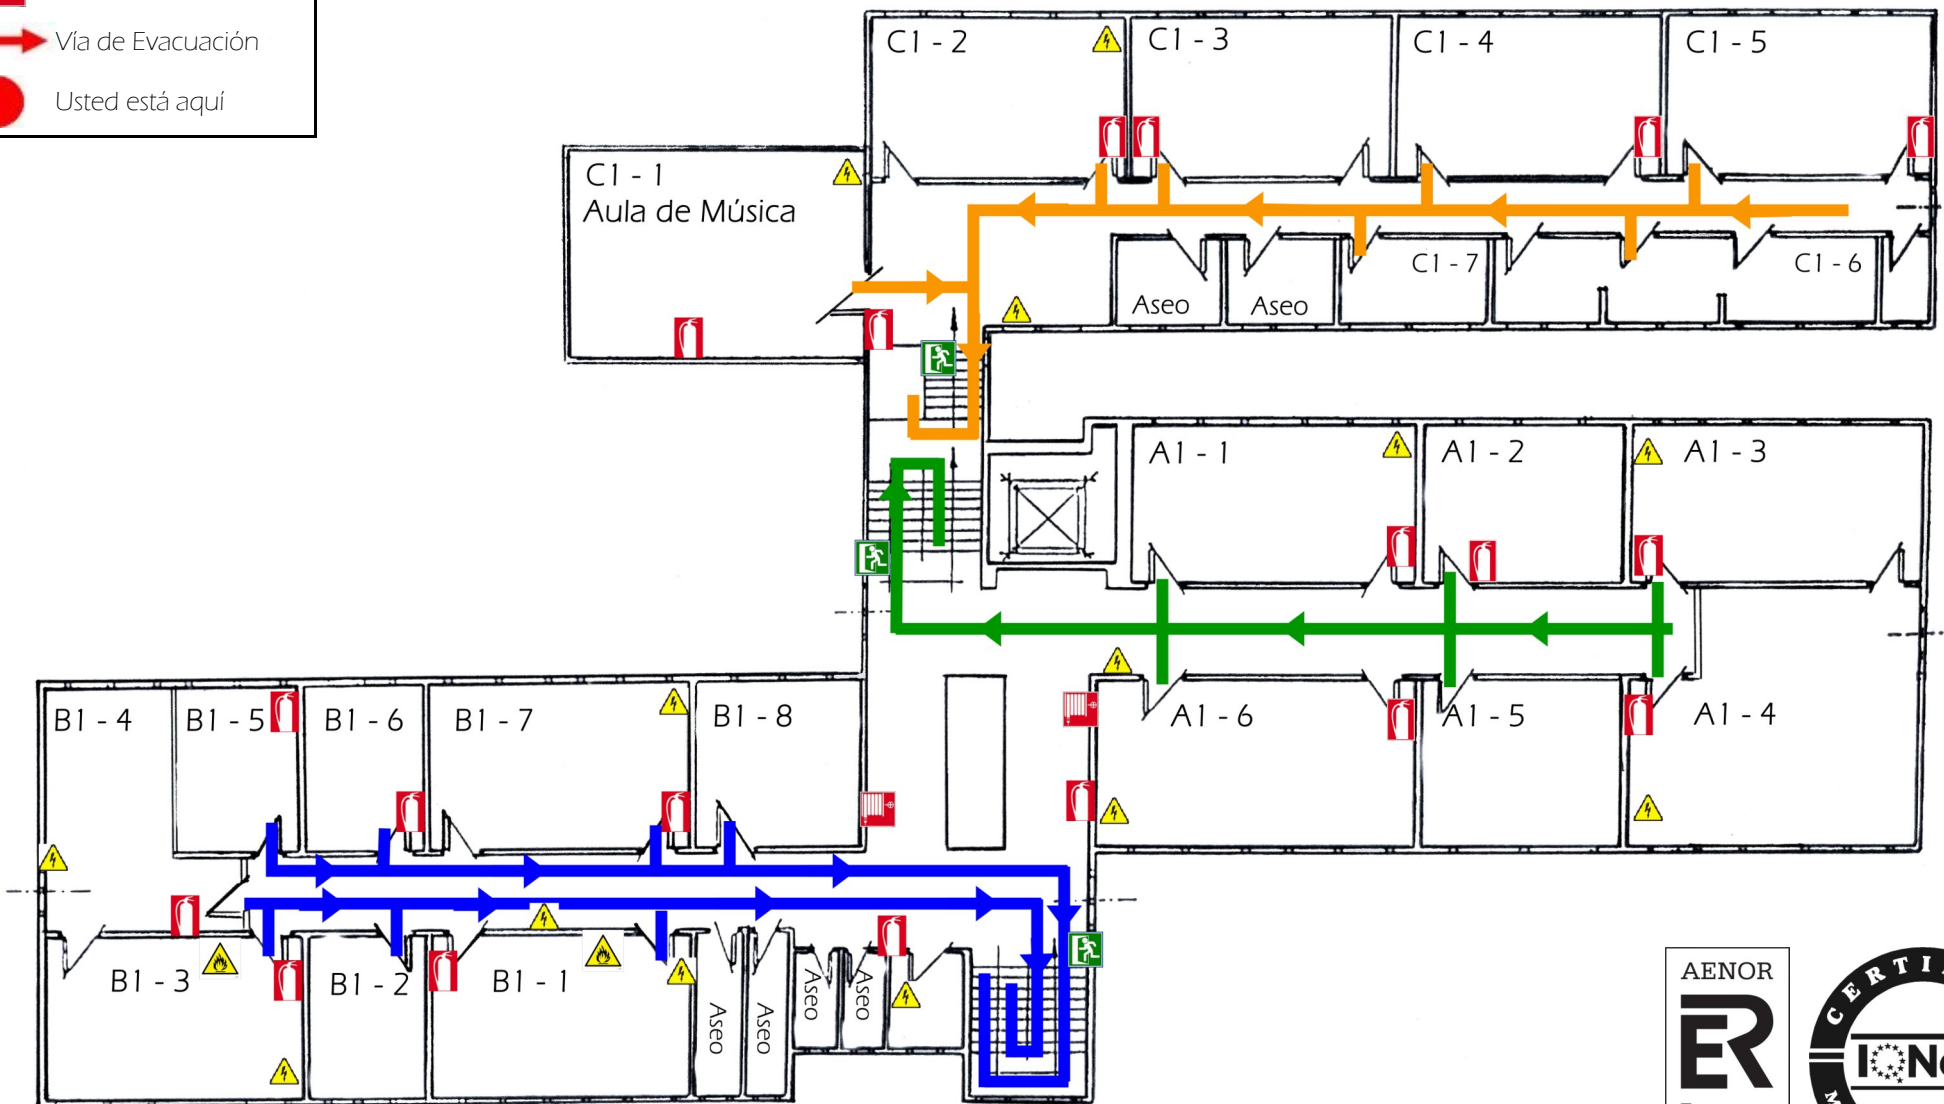 Vía de Evacuación
Usted está aquí
C1 - 2
C1 - 3
C1 - 4
C1 - 5
C1 - 1
Aula de Música
C1 - 7
C1 - 6
Aseo
Aseo
A1 - 1
A1 - 2
A1 - 3
B1 - 4
B1 - 5
B1 - 6
B1 - 7
B1 - 8
A1 - 6
A1 - 5
A1 - 4
B1 - 3
B1 - 2
B1 - 1
Aseo
Aseo
Aseo
Aseo
AENOR
ER
CERTI
IQNe